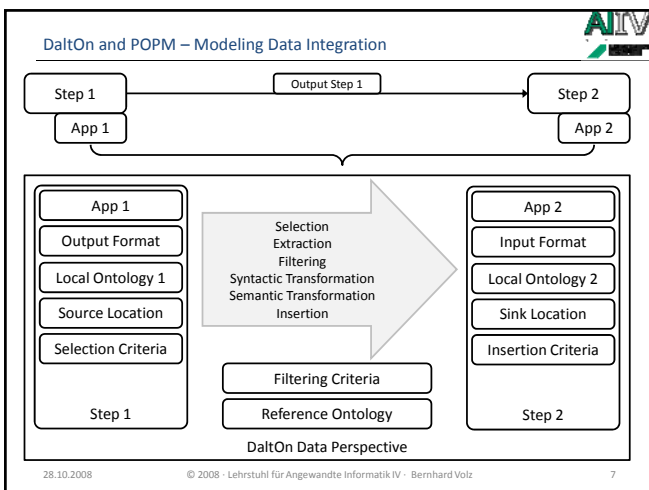 DaltOn and POPM – Modeling Data Integration
AI IV
Step 1
Output Step 1
Step 2
App 1
App 2
App 1
Output Format
Local Ontology 1
Source Location
Selection Criteria
Step 1
Selection
Extraction
Filtering
Syntactic Transformation
Semantic Transformation
Insertion
Filtering Criteria
Reference Ontology
App 2
Input Format
Local Ontology 2
Sink Location
Insertion Criteria
Step 2
DaltOn Data Perspective
28.10.2008
© 2008 - Lehrstuhl für Angewandte Informatik IV - Bernhard Volz
7